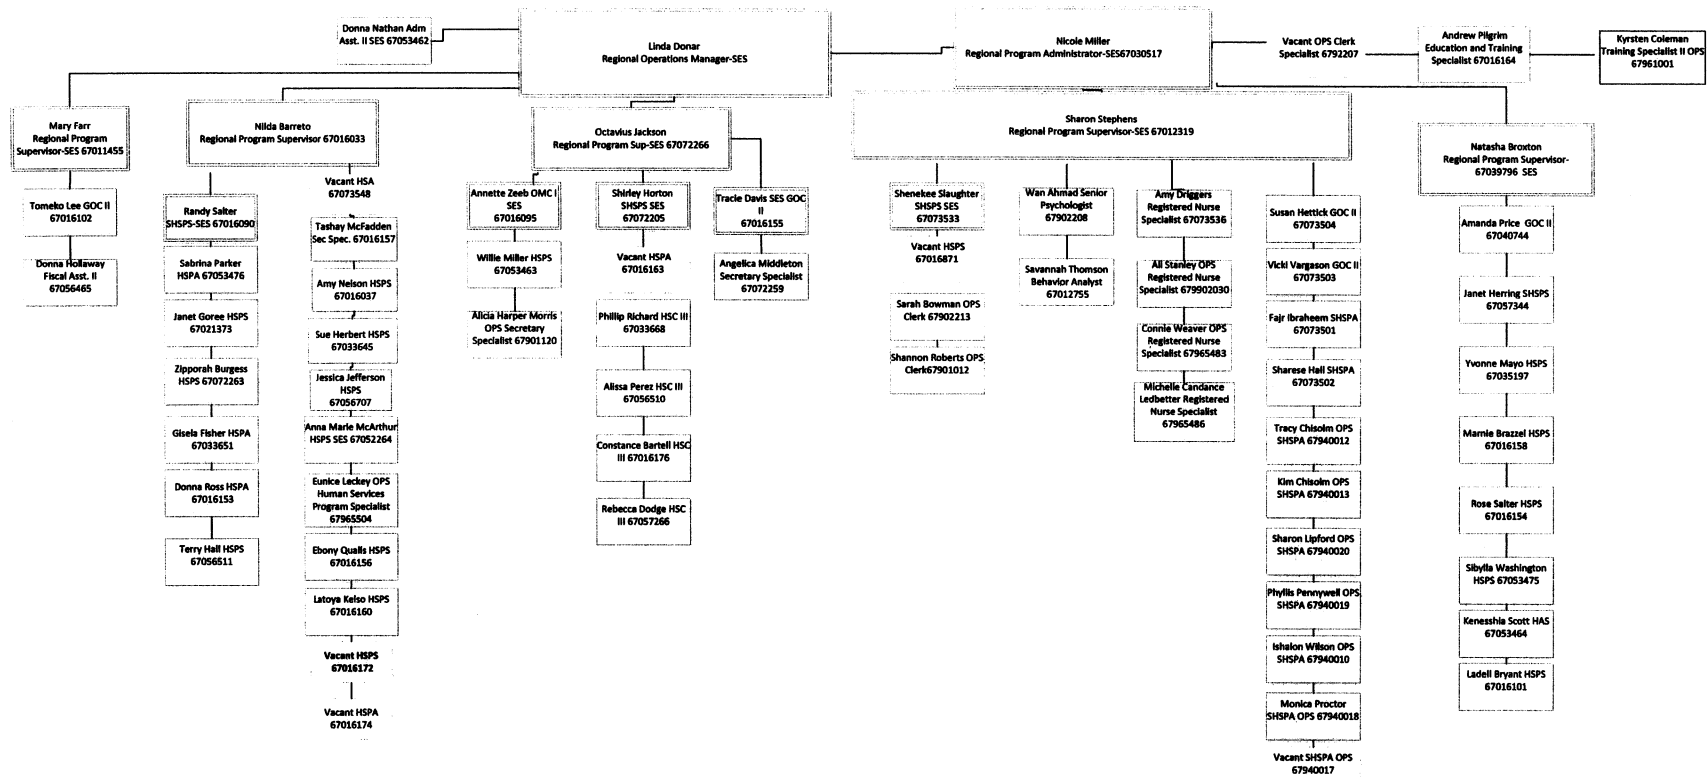 Donna Nathan Adm
Asst. II SES 67053462
Linda Donar
Regional Operations Manager-SES
Nicole Miller
Regional Program Administrator-SES67030517
Vacant OPS Clerk
Specialist 6792207
Andrew Pilgrim
Education and Training
Specialist 67016164
Kyrsten Coleman
Training Specialist II OPS
67961001
Mary Farr
Regional Program
Supervisor-SES 67011455
Nilda Barreto
Regional Program Supervisor 67016033
Octavius Jackson
Regional Program Sup-SES 67072266
Sharon Stephens
Regional Program Supervisor-SES 67012319
Natasha Broxton
Regional Program Supervisor-
67039796 SES
Tomeko Lee GOC II
67016102
Donna Hollaway
Fiscal Asst. II
67056465
Randy Salter
SHSPS-SES 67016090
Sabrina Parker
HSPA 67053476
Janet Goree HSPS
67021373
Zipporah Burgess
HSPS 67072263
Gisela Fisher HSPA
67033651
Donna Ross HSPA
67016153
Terry Hall HSPS
67056511
Vacant HSA
67073548
Tashay McFadden
Sec Spec. 67016157
Amy Nelson HSPS
67016037
Sue Herbert HSPS
67033645
Jessica Jefferson
HSPS
67056707
Anna Marie McArthur
HSPS SES 67052264
Eunice Leckey OPS
Human Services
Program Specialist
67965504
Ebony Qualls HSPS
67016156
Latoya Kelso HSPS
67016160
Vacant HSPS
67016172
Vacant HSPA
67016174
Annette Zeeb OMC I
SES
67016095
Willie Miller HSPS
67053463
Alicia Harper Morris
OPS Secretary
Specialist 67901120
Shirley Horton
SHSPS SES
67072205
Vacant HSPA
67016163
Phillip Richard HSC III
67033668
Alissa Perez HSC III
67056510
Constance Bartell HSC
III 67016176
Rebecca Dodge HSC
III 67057266
Tracie Davis SES GOC
II
67016155
Angelica Middleton
Secretary Specialist
67072259
Shenekee Slaughter
SHSPS SES
67073533
Vacant HSPS
67016871
Sarah Bowman OPS
Clerk 67902213
Shannon Roberts OPS
Clerk67901012
Wan Ahmad Senior
Psychologist
67902208
Savannah Thomson
Behavior Analyst
67012755
Amy Driggers
Registered Nurse
Specialist 67073536
Ali Stanley OPS
Registered Nurse
Specialist 679902030
Connie Weaver OPS
Registered Nurse
Specialist 67965483
Michelle Candance
Ledbetter Registered
Nurse Specialist
67965486
Susan Hettick GOC II
67073504
Vicki Vargason GOC II
67073503
Fajr Ibraheem SHSPA
67073501
Sharese Hall SHSPA
67073502
Tracy Chisolm OPS
SHSPA 67940012
Kim Chisolm OPS
SHSPA 67940013
Sharon Lipford OPS
SHSPA 67940020
Phyllis Pennywell OPS
SHSPA 67940019
Ishalon Wilson OPS
SHSPA 67940010
Monica Proctor
SHSPA OPS 67940018
Vacant SHSPA OPS
67940017
Amanda Price GOC II
67040744
Janet Herring SHSPS
67057344
Yvonne Mayo HSPS
67035197
Marnie Brazzel HSPS
67016158
Rose Salter HSPS
67016154
Sibylla Washington
HSPS 67053475
Kenesshia Scott HAS
67053464
Ladell Bryant HSPS
67016101